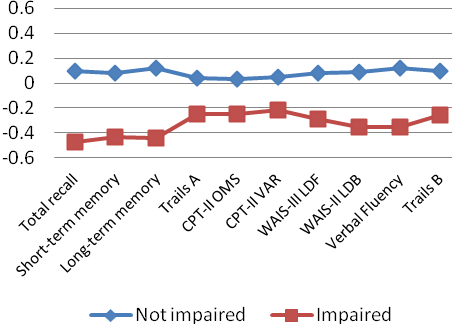 0.6
0.4
0.2
0
-0.2
-0.4
-0.6
Total recall
Short-term memory
Long-term memory
Trails A
CPT-II OMS
CPT-II VAR
WAIS-III LDF
WAIS-II LDB
Verbal Fluency
Trails B
Not impaired
Impaired